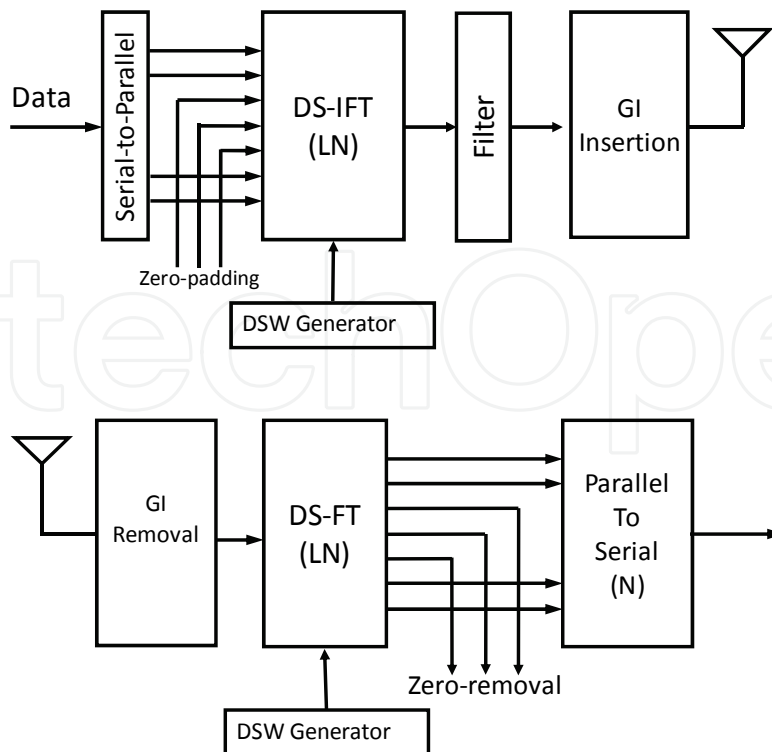 Data
Serial-to-Parallel
Zero-padding
DS-IFT
(LN)
DSW Generator
Filter
GI
Insertion
GI
Removal
DS-FT
(LN)
DSW Generator
Zero-removal
Parallel
To
Serial
(N)
techOpe